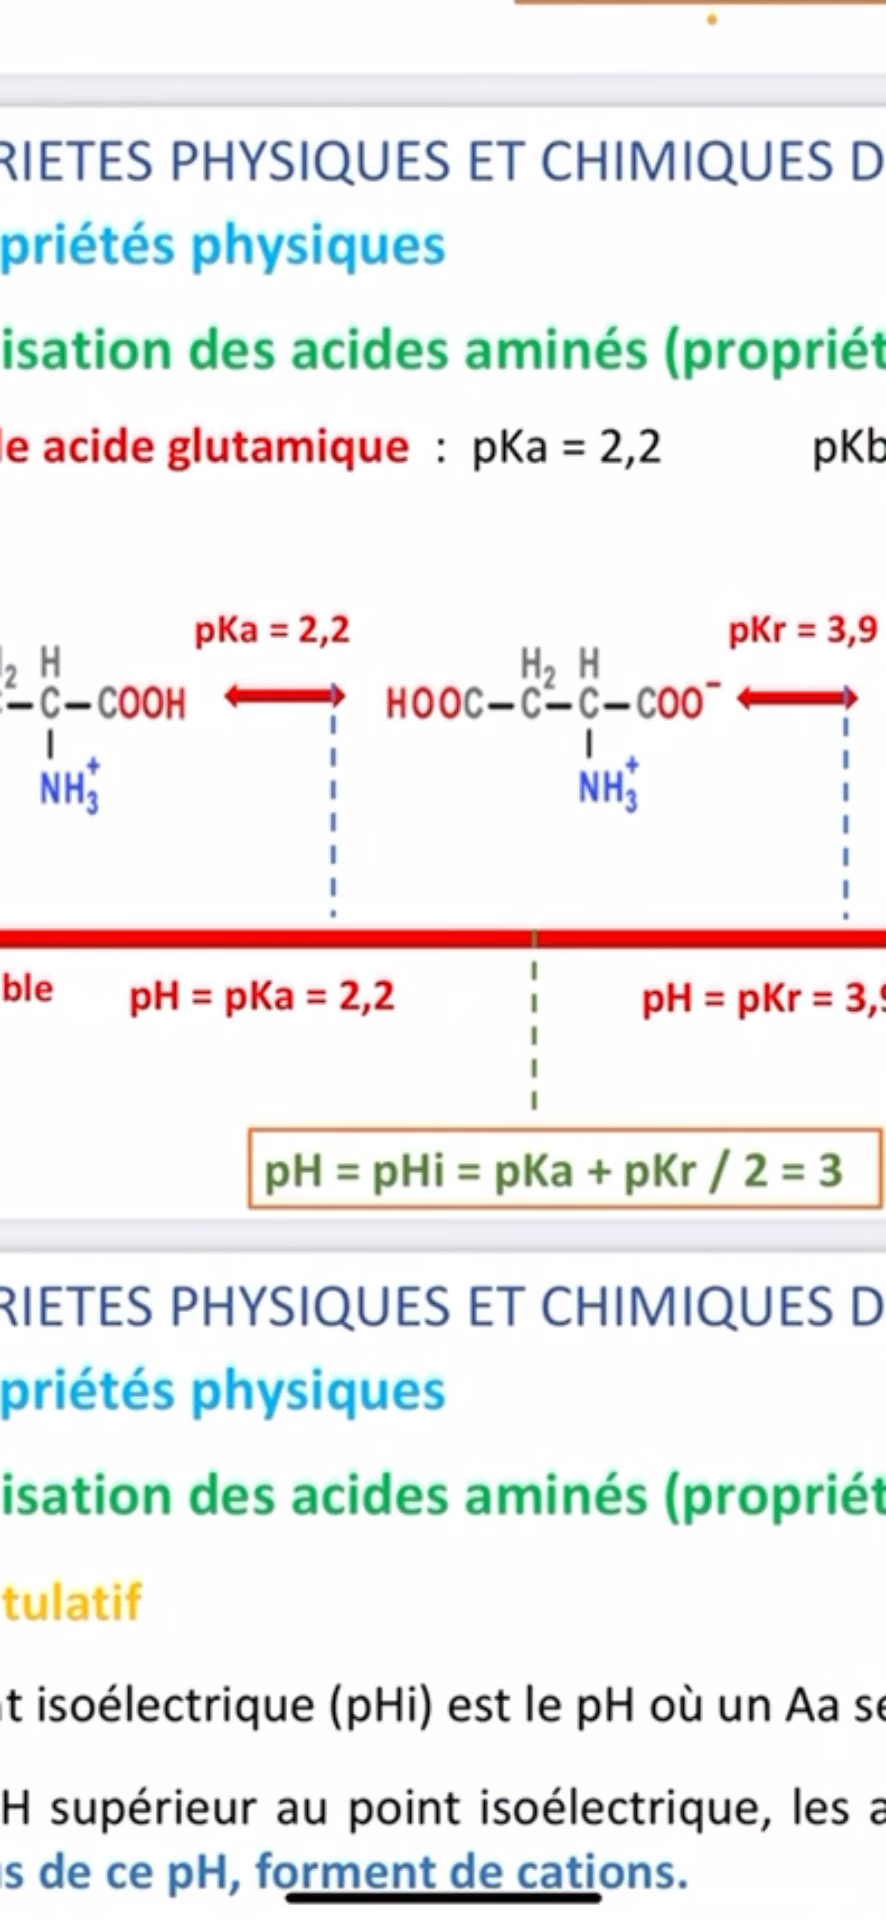 RIETES PHYSIQUES ET CHIMIQUES D
priétés physiques
isation des acides aminés (propriét
le acide glutamique : pKa = 2,2 pKb
pKa = 2,2 pKr = 3,9
2 H H2 H
–C–COOH HOOC–C–C–COO⁻
NH3+ NH3+
ble pH = pKa = 2,2 pH = pKr = 3,9
pH = pHi = pKa + pKr / 2 = 3
RIETES PHYSIQUES ET CHIMIQUES D
priétés physiques
isation des acides aminés (propriét
tulatif
t isoélectrique (pHi) est le pH où un Aa se
H supérieur au point isoélectrique, les a
s de ce pH, forment de cations.